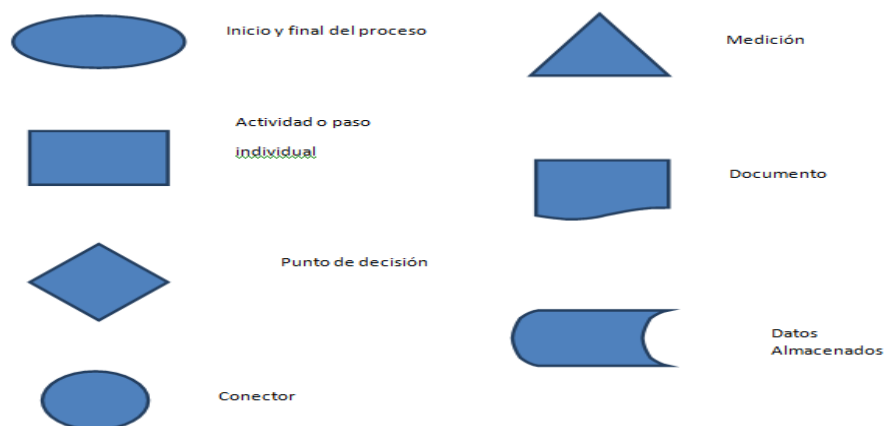 Inicio y final del proceso
Actividad o paso
individual
Punto de decisión
Conector
Medición
Documento
Datos
Almacenados